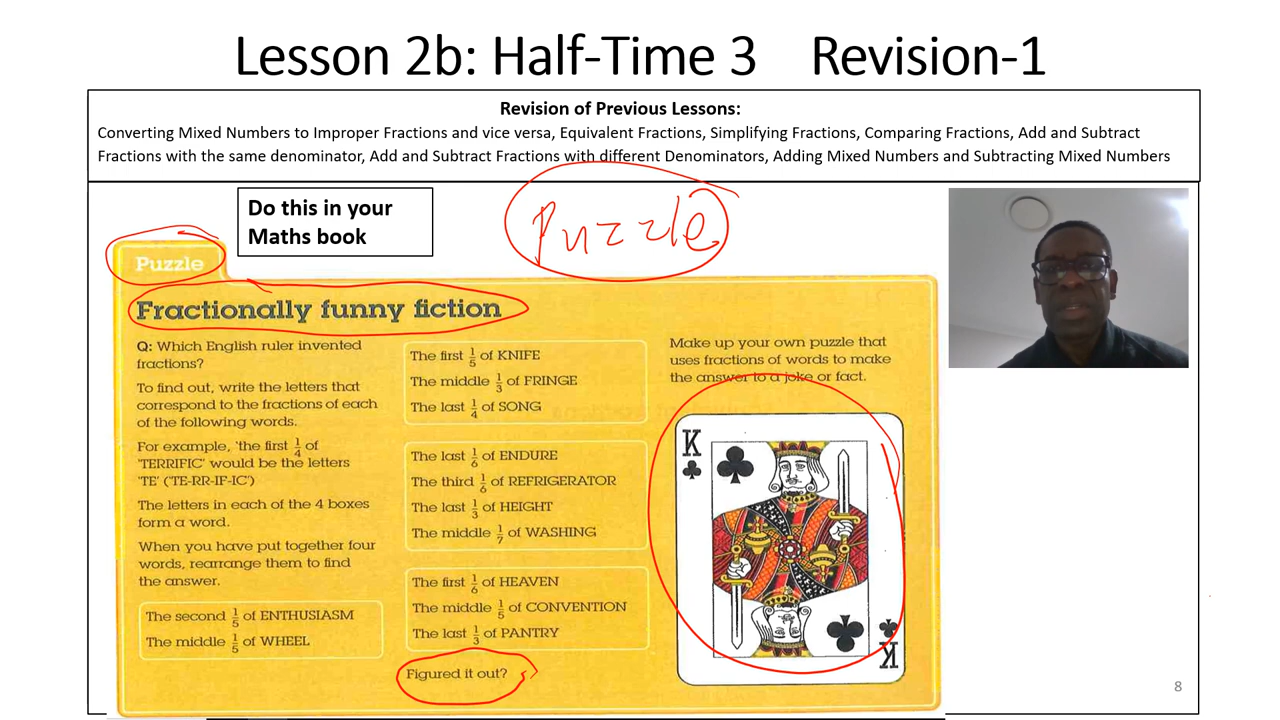 Lesson 2b: Half-Time 3 Revision-1
Revision of Previous Lessons:
Converting Mixed Numbers to Improper Fractions and vice versa, Equivalent Fractions, Simplifying Fractions, Comparing Fractions, Add and Subtract
Fractions with the same denominator, Add and Subtract Fractions with different Denominators, Adding Mixed Numbers and Subtracting Mixed Numbers
Do this in your
Maths book
Puzzle
Puzzle
Fractionally funny fiction
Q: Which English ruler invented
fractions?
To find out, write the letters that
correspond to the fractions of each
of the following words.
For example, 'the first 1/4 of
'TERRIFIC' would be the letters
'TE' ('TE-RR-IF-IC')
The letters in each of the 4 boxes
form a word.
When you have put together four
words, rearrange them to find
the answer.
The second 1/5 of ENTHUSIASM
The middle 1/5 of WHEEL
The first 1/5 of KNIFE
The middle 1/3 of FRINGE
The last 1/4 of SONG
The last 1/6 of ENDURE
The third 1/6 of REFRIGERATOR
The last 1/3 of HEIGHT
The middle 1/7 of WASHING
The first 1/6 of HEAVEN
The middle 1/5 of CONVENTION
The last 1/3 of PANTRY
Figured it out?
Make up your own puzzle that
uses fractions of words to make
the answer to a joke or fact.
K
K
8